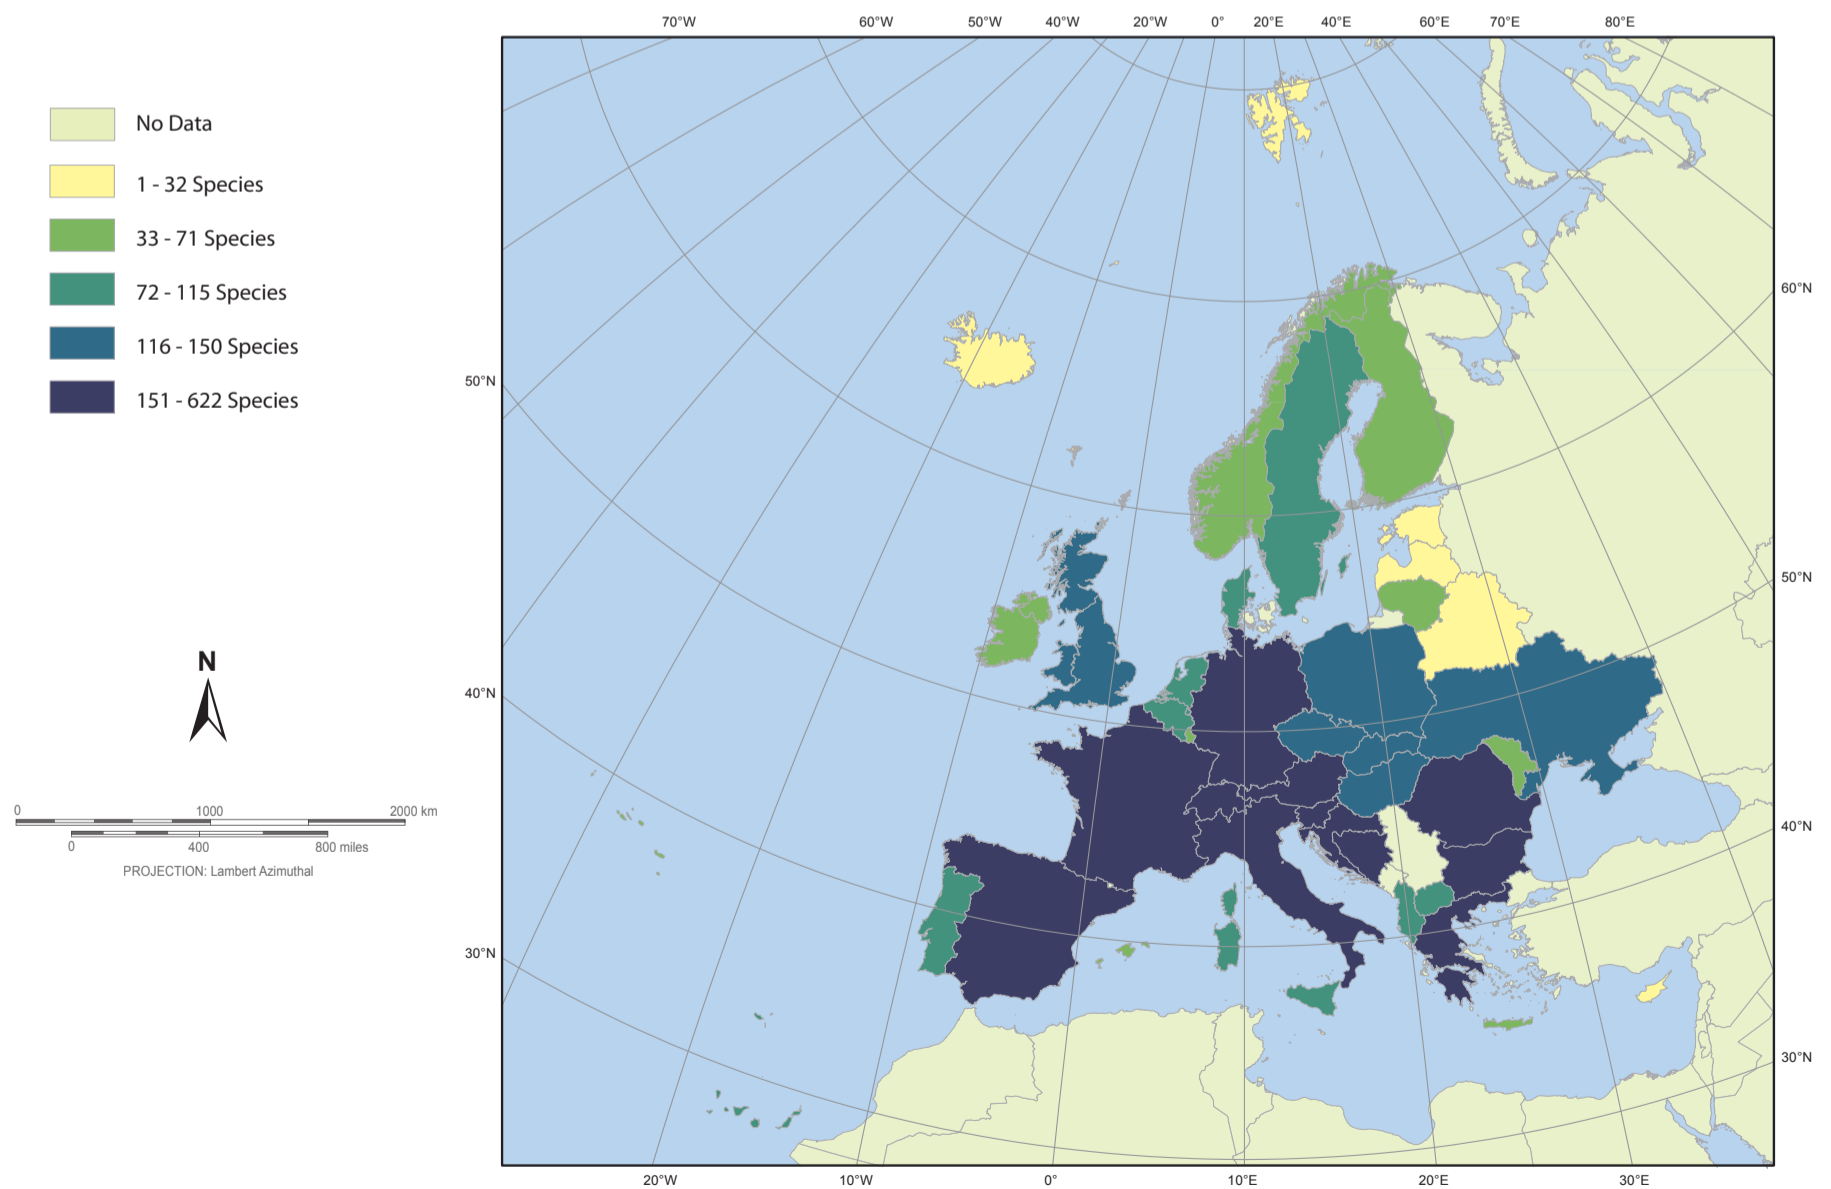 70°W 60°W 50°W 40°W 20°W 0° 20°E 40°E 60°E 70°E 80°E
No Data
1 - 32 Species
33 - 71 Species
72 - 115 Species
116 - 150 Species
151 - 622 Species
N
0 1000 2000 km
0 400 800 miles
PROJECTION: Lambert Azimuthal
50°N
40°N
30°N
60°N
50°N
40°N
30°N
20°W 10°W 0° 10°E 20°E 30°E